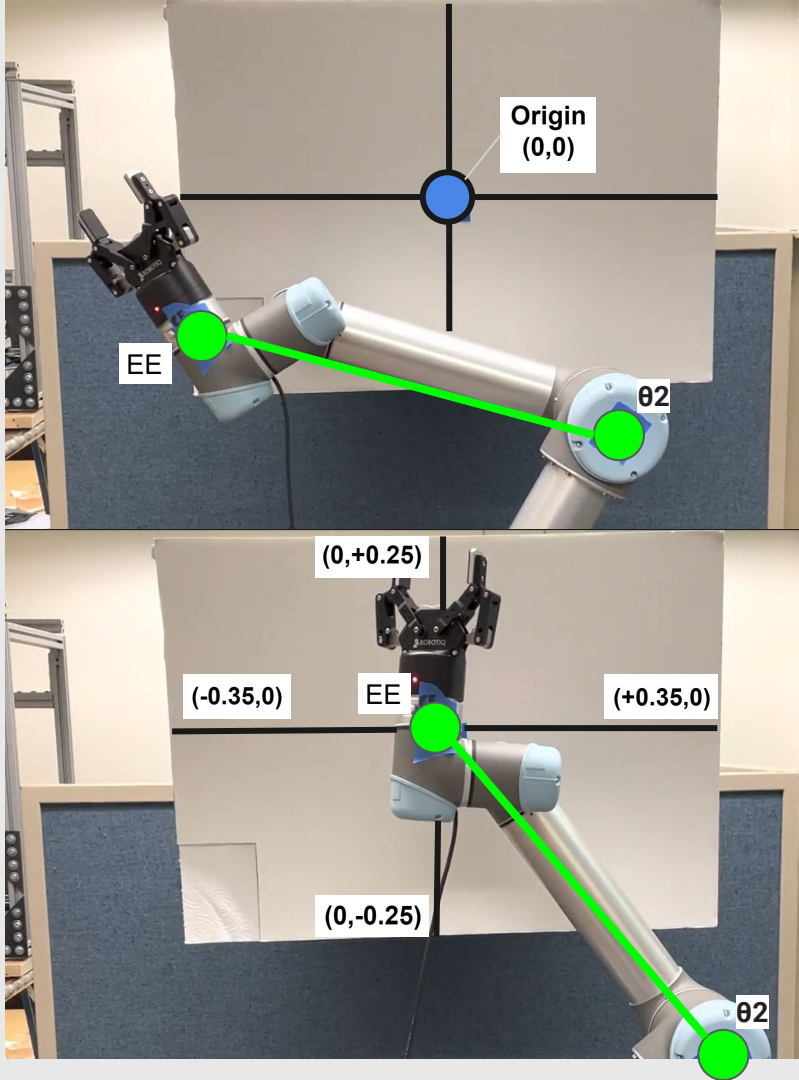 Origin
(0,0)
ROBOTIQ
EE
θ2
(0,+0.25)
ROBOTIQ
(-0.35,0)
EE
(+0.35,0)
(0,-0.25)
θ2